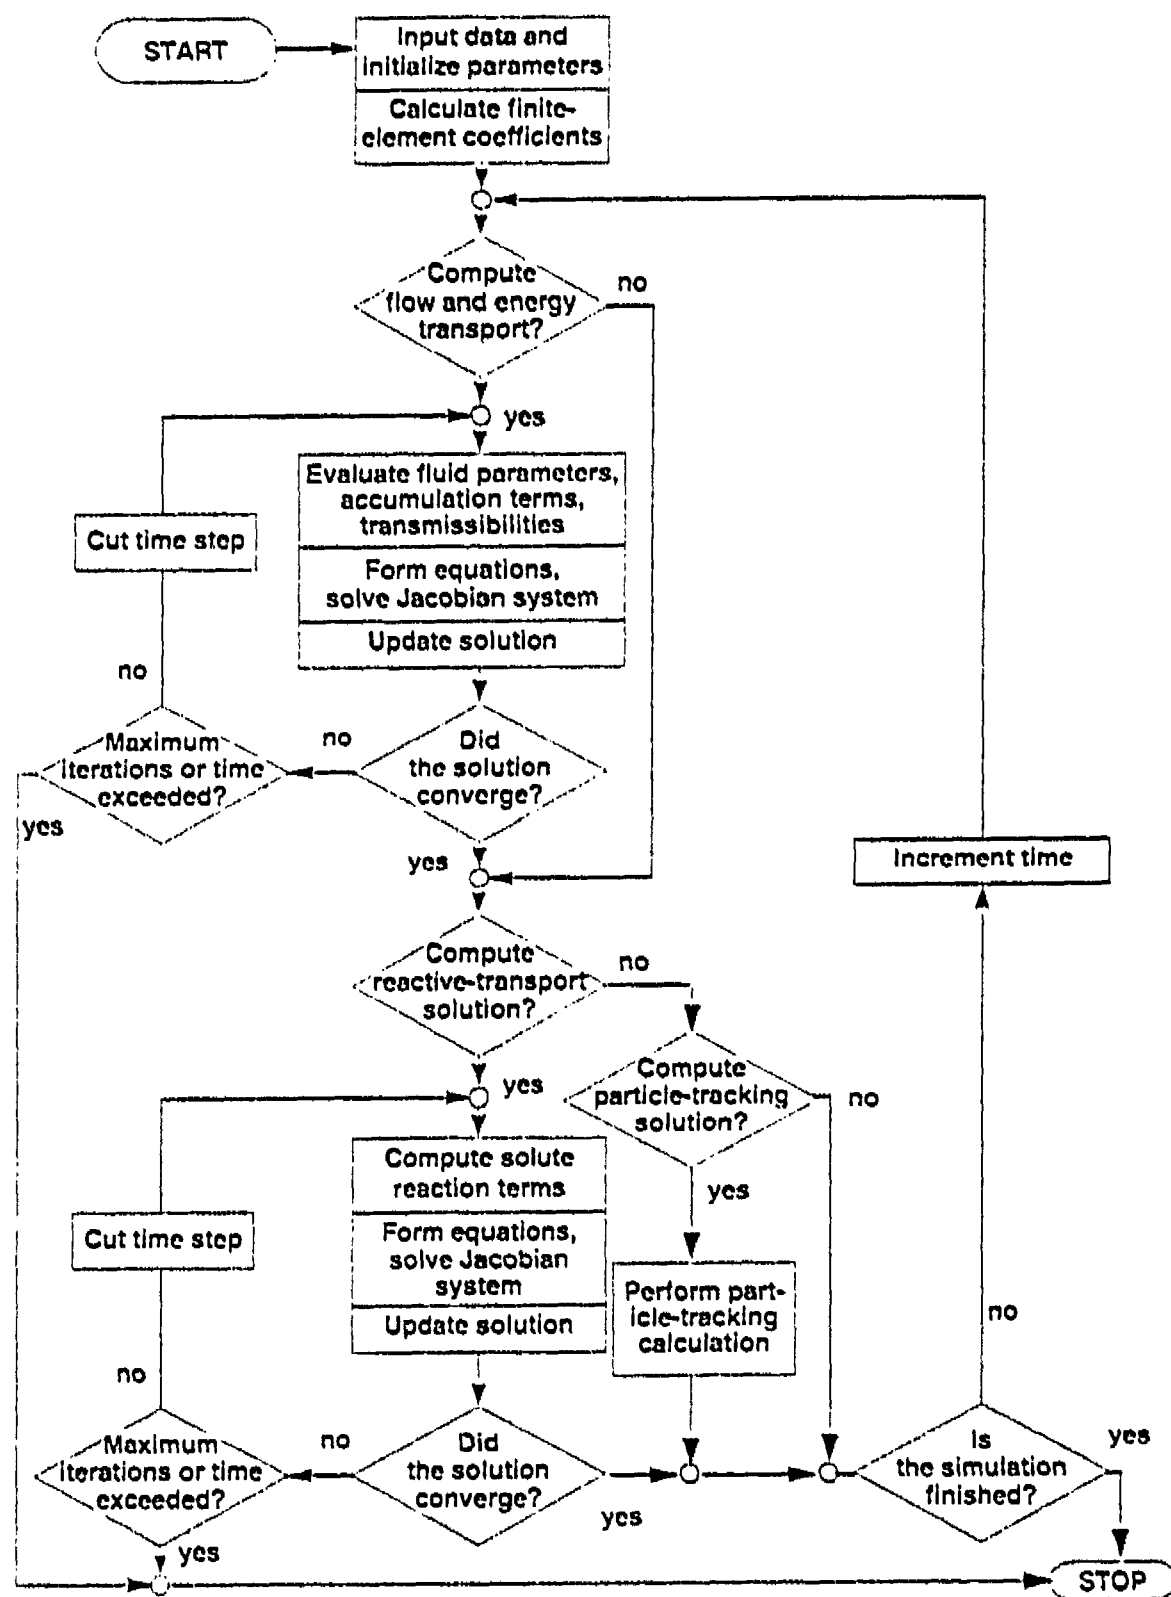 START
Input data and
initialize parameters
Calculate finite-
element coefficients
Compute
flow and energy
transport?
no
yes
Evaluate fluid parameters,
accumulation terms,
transmissibilities
Cut time step
Form equations,
solve Jacobian system
Update solution
no
Maximum
iterations or time
exceeded?
no
Did
the solution
converge?
yes
yes
Increment time
Compute
reactive-transport
solution?
no
yes
Compute
particle-tracking
solution?
no
yes
Compute solute
reaction terms
Cut time step
Form equations,
solve Jacobian
system
Update solution
Perform part-
icle-tracking
calculation
no
no
Maximum
iterations or time
exceeded?
no
Did
the solution
converge?
yes
Is
the simulation
finished?
yes
yes
STOP